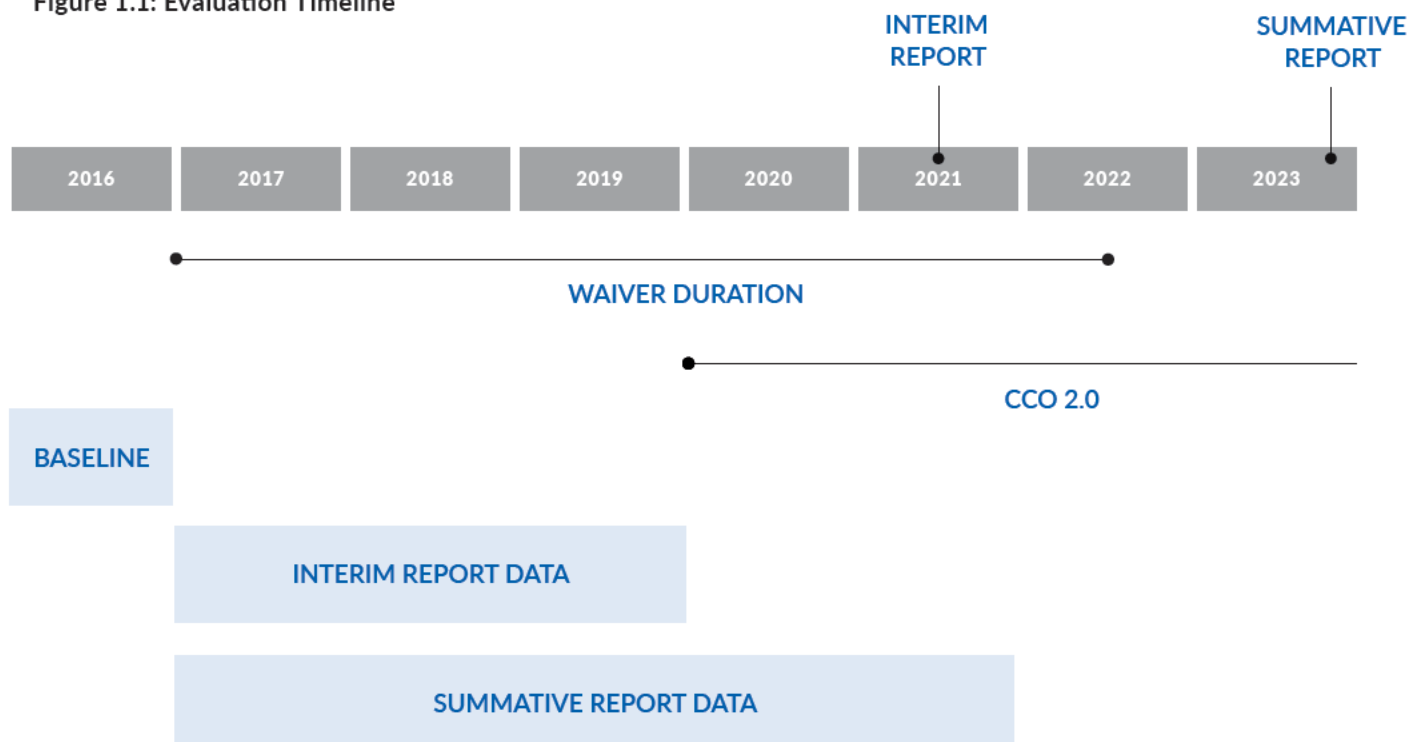 Figure 1.1: Evaluation Timeline
INTERIM
REPORT
SUMMATIVE
REPORT
2016 2017 2018 2019 2020 2021 2022 2023
WAIVER DURATION
CCO 2.0
BASELINE
INTERIM REPORT DATA
SUMMATIVE REPORT DATA